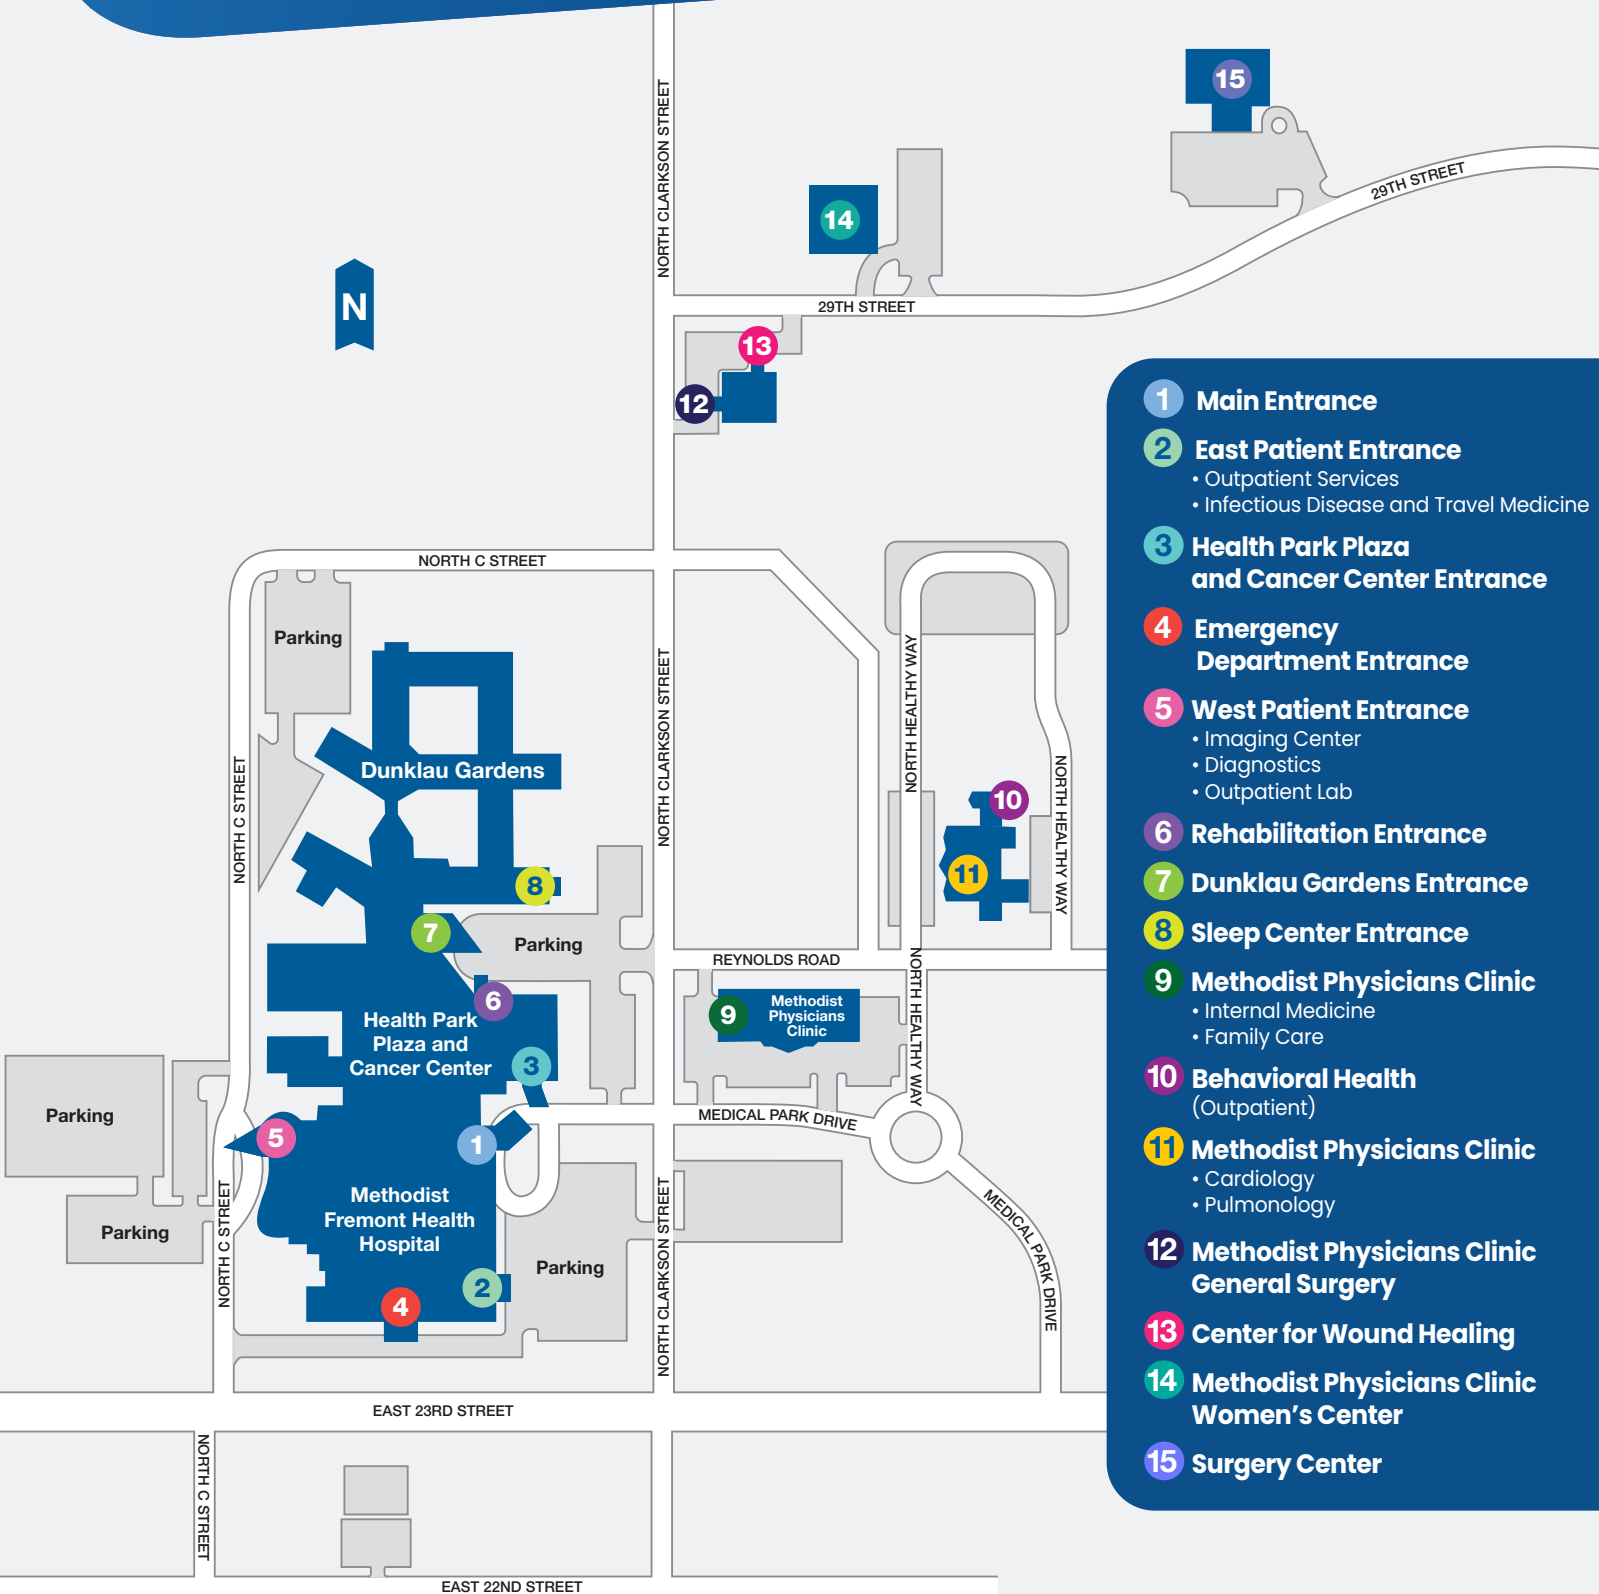 15
NORTH CLARKSON STREET
29TH STREET
14
N
29TH STREET
13
12
NORTH C STREET
Parking
NORTH CLARKSON STREET
NORTH HEALTHY WAY
Dunklau Gardens
NORTH C STREET
NORTH HEALTHY WAY
10
11
8
7
Parking
REYNOLDS ROAD
NORTH HEALTHY WAY
6
9
Methodist
Physicians
Clinic
Health Park
Plaza and
Cancer Center
3
Parking
MEDICAL PARK DRIVE
5
1
Methodist
Fremont Health
Hospital
Parking
NORTH C STREET
NORTH CLARKSON STREET
MEDICAL PARK DRIVE
Parking
2
4
EAST 23RD STREET
NORTH C STREET
EAST 22ND STREET
1 Main Entrance
2 East Patient Entrance
• Outpatient Services
• Infectious Disease and Travel Medicine
3 Health Park Plaza
and Cancer Center Entrance
4 Emergency
Department Entrance
5 West Patient Entrance
• Imaging Center
• Diagnostics
• Outpatient Lab
6 Rehabilitation Entrance
7 Dunklau Gardens Entrance
8 Sleep Center Entrance
9 Methodist Physicians Clinic
• Internal Medicine
• Family Care
10 Behavioral Health
(Outpatient)
11 Methodist Physicians Clinic
• Cardiology
• Pulmonology
12 Methodist Physicians Clinic
General Surgery
13 Center for Wound Healing
14 Methodist Physicians Clinic
Women's Center
15 Surgery Center